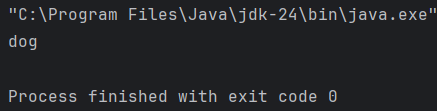 "C:\Program Files\Java\jdk-24\bin\java.exe"
dog
Process finished with exit code 0